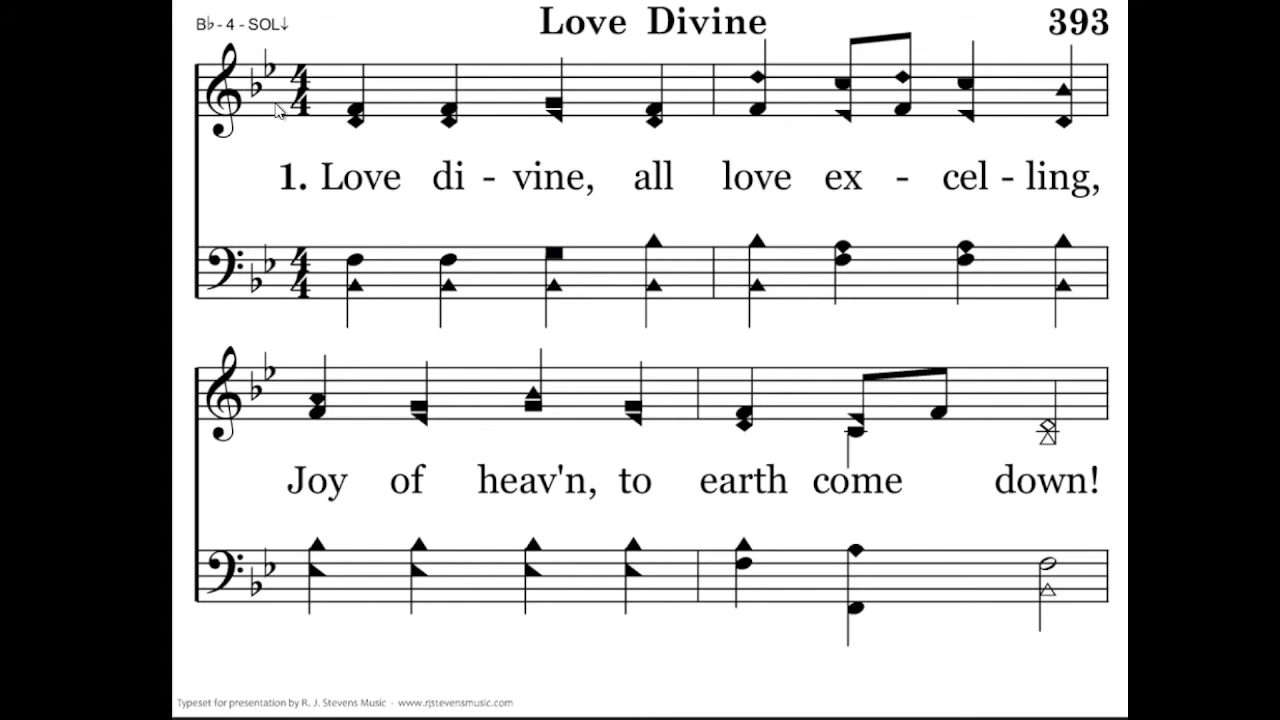 B♭ - 4 - SOL↓ Love Divine 393
1. Love di - vine, all love ex - cel - ling,
Joy of heav'n, to earth come down!
Typeset for presentation by R. J. Stevens Music - www.rjstevensmusic.com